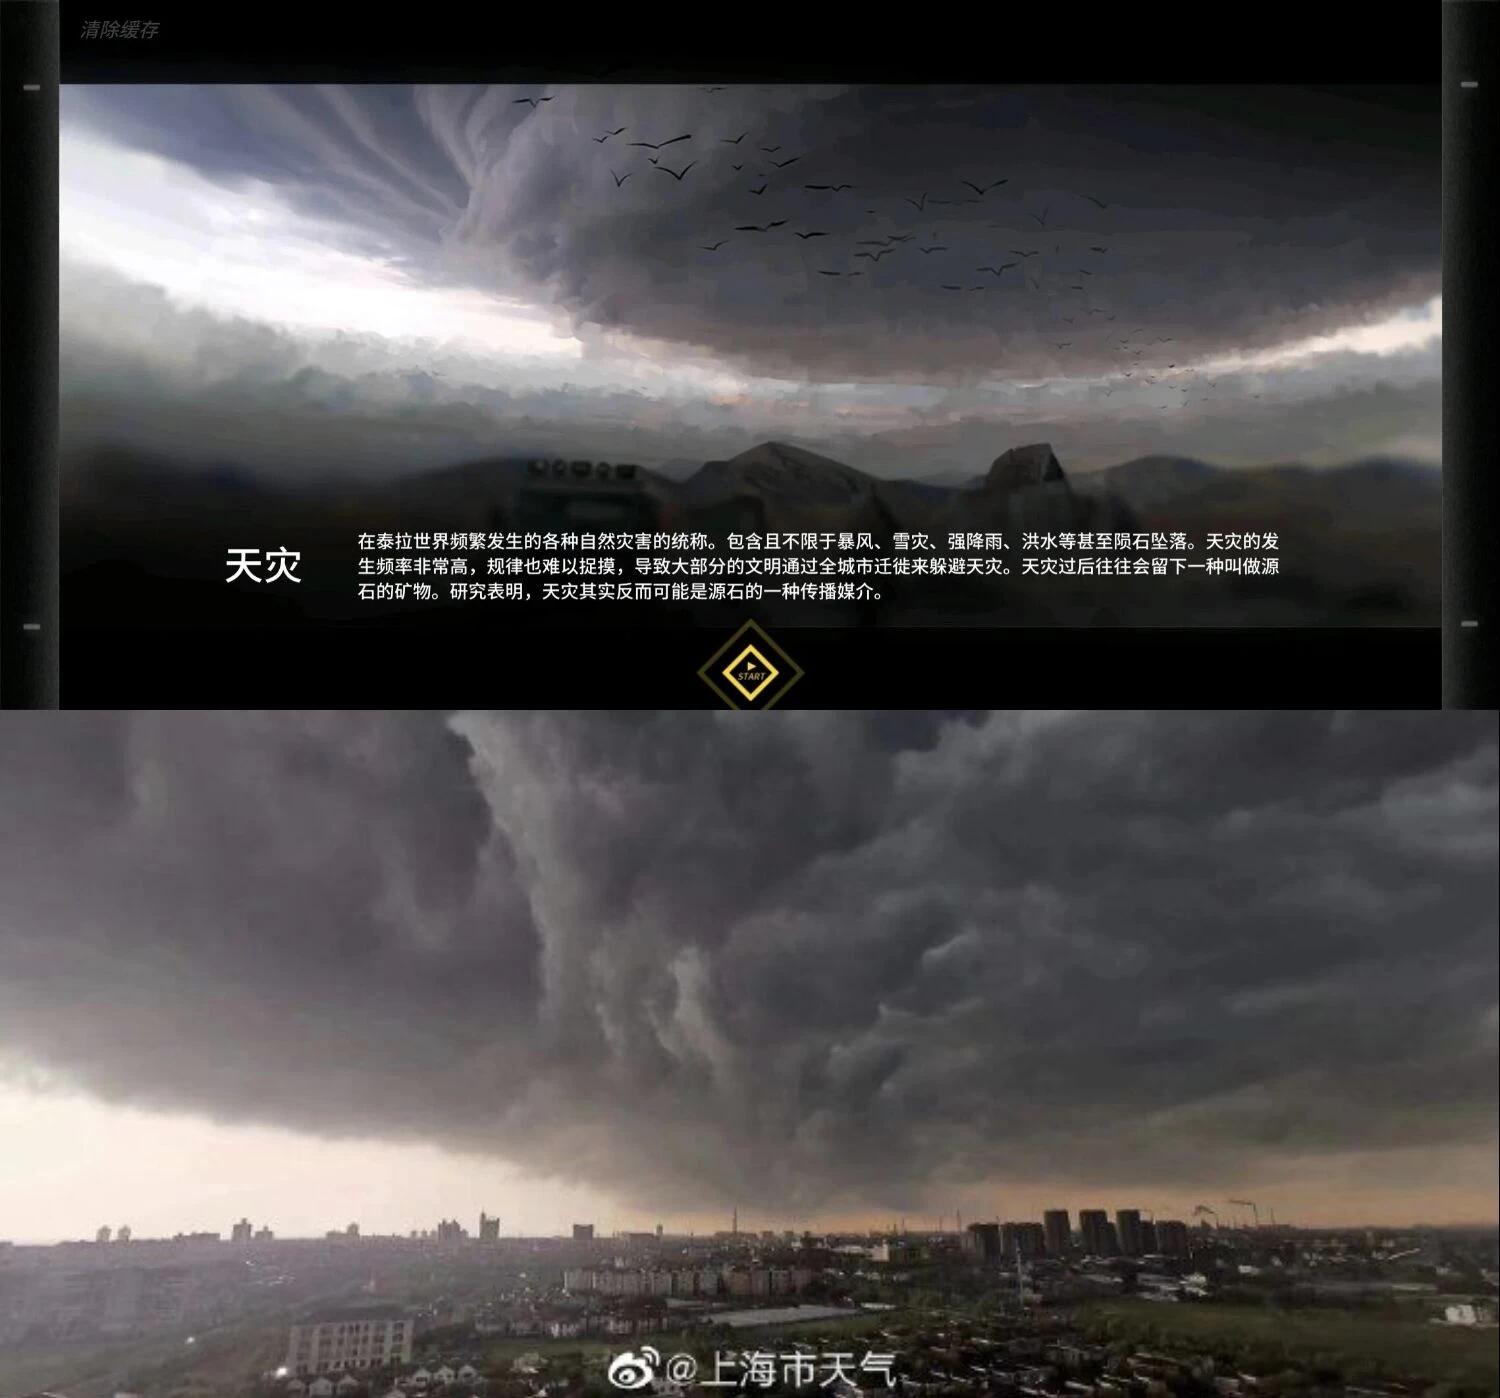 清除缓存
天灾
在泰拉世界频繁发生的各种自然灾害的统称。包含且不限于暴风、雪灾、强降雨、洪水等甚至陨石坠落。天灾的发
生频率非常高，规律也难以捉摸，导致大部分的文明通过全城市迁徙来躲避天灾。天灾过后往往会留下一种叫做源
石的矿物。研究表明，天灾其实反而可能是源石的一种传播媒介。
START
@上海市天气